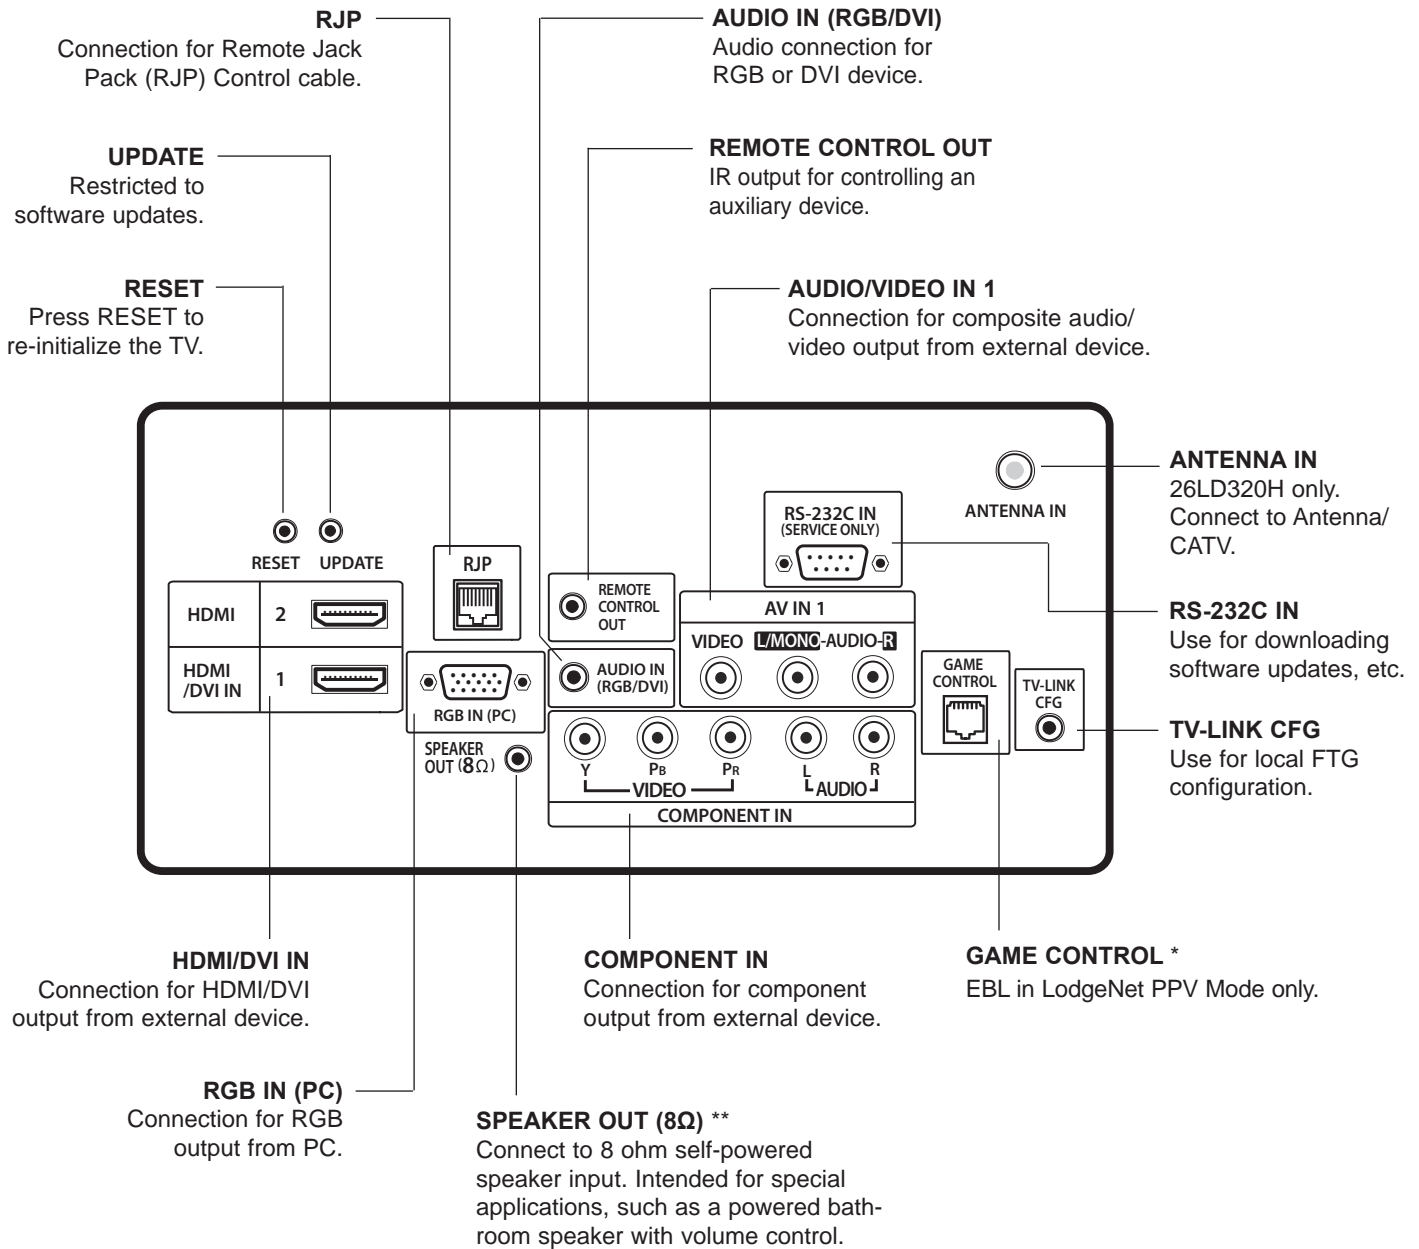 RJP
Connection for Remote Jack
Pack (RJP) Control cable.
AUDIO IN (RGB/DVI)
Audio connection for
RGB or DVI device.
UPDATE
Restricted to
software updates.
REMOTE CONTROL OUT
IR output for controlling an
auxiliary device.
RESET
Press RESET to
re-initialize the TV.
AUDIO/VIDEO IN 1
Connection for composite audio/
video output from external device.
ANTENNA IN
26LD320H only.
Connect to Antenna/
CATV.
RS-232C IN
Use for downloading
software updates, etc.
TV-LINK CFG
Use for local FTG
configuration.
ANTENNA IN
RS-232C IN
(SERVICE ONLY)
RESET UPDATE
RJP
HDMI 2
HDMI
/DVI IN 1
REMOTE
CONTROL
OUT
AV IN 1
VIDEO L/MONO-AUDIO-R
AUDIO IN
(RGB/DVI)
RGB IN (PC)
GAME
CONTROL
TV-LINK
CFG
SPEAKER
OUT (8Ω)
Y PB PR L R
VIDEO AUDIO
COMPONENT IN
HDMI/DVI IN
Connection for HDMI/DVI
output from external device.
COMPONENT IN
Connection for component
output from external device.
GAME CONTROL *
EBL in LodgeNet PPV Mode only.
RGB IN (PC)
Connection for RGB
output from PC.
SPEAKER OUT (8Ω) **
Connect to 8 ohm self-powered
speaker input. Intended for special
applications, such as a powered bath-
room speaker with volume control.